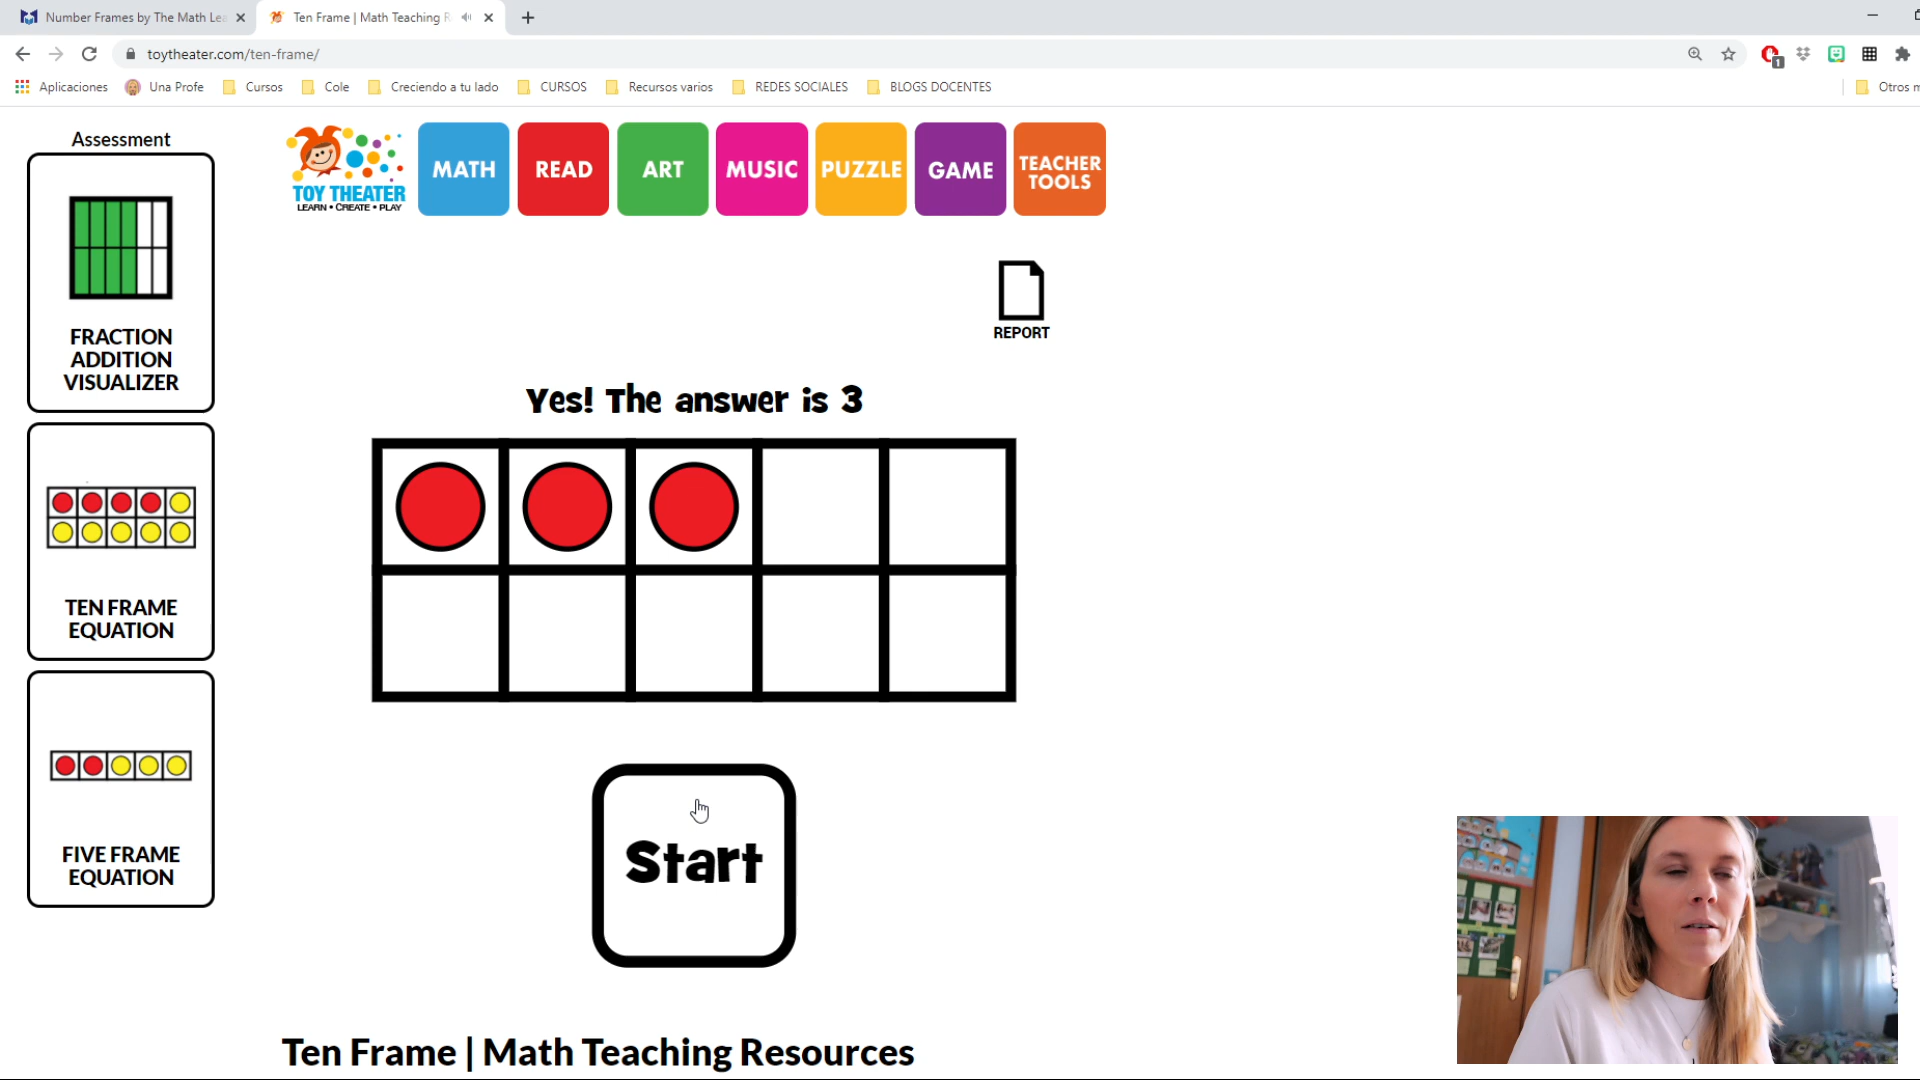 Number Frames by The Math Lea
Ten Frame | Math Teaching R
toytheater.com/ten-frame/
1
Aplicaciones
Una Profe
Cursos
Cole
Creciendo a tu lado
CURSOS
Recursos varios
REDES SOCIALES
BLOGS DOCENTES
Otros m
Assessment
FRACTION
ADDITION
VISUALIZER
TEN FRAME
EQUATION
FIVE FRAME
EQUATION
TOY THEATER
LEARN • CREATE • PLAY
MATH
READ
ART
MUSIC
PUZZLE
GAME
TEACHER
TOOLS
REPORT
Yes! The answer is 3
Start
Ten Frame | Math Teaching Resources